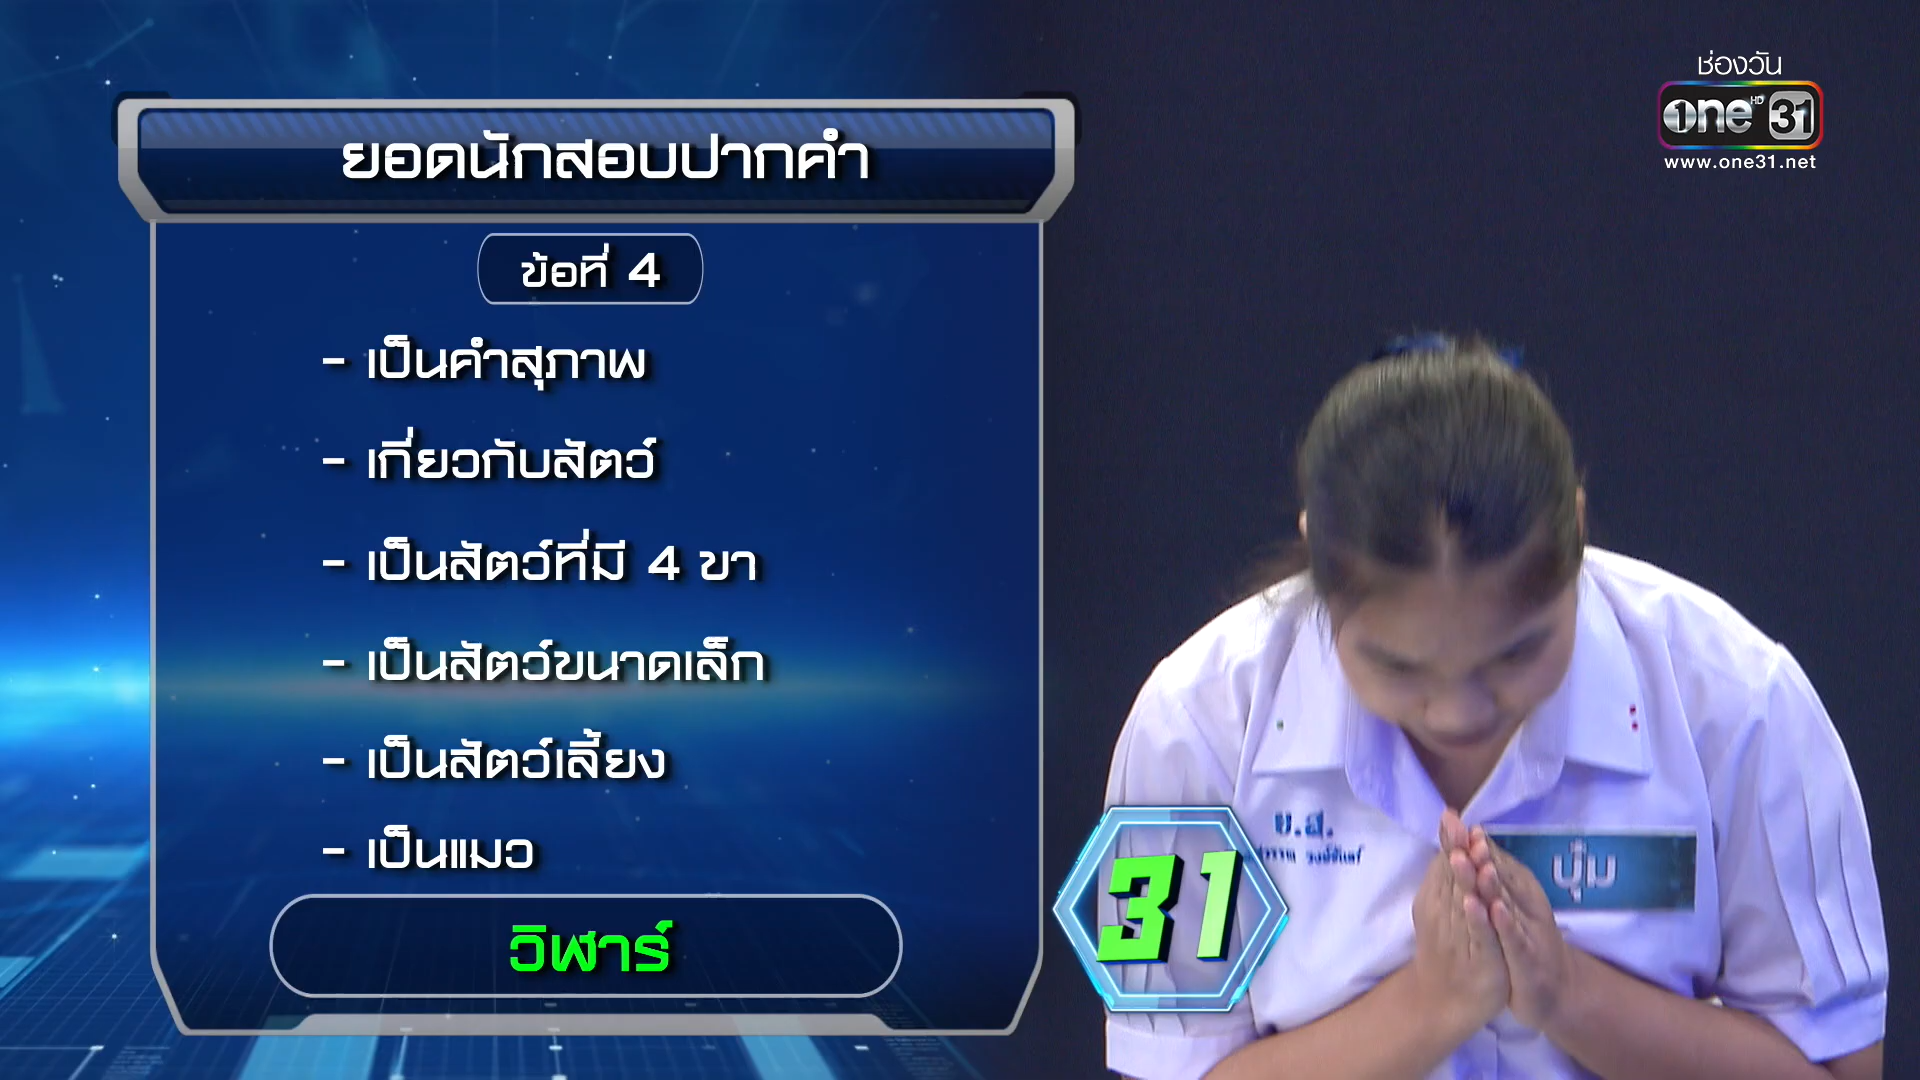 ช่องวัน
one HD 31
www.one31.net
ยอดนักสอบปากคำ
ข้อที่ 4
- เป็นคำสุภาพ
- เกี่ยวกับสัตว์
- เป็นสัตว์ที่มี 4 ขา
- เป็นสัตว์ขนาดเล็ก
- เป็นสัตว์เลี้ยง
- เป็นแมว
วิฬาร์
31
ย.ส.
ปุ่ม